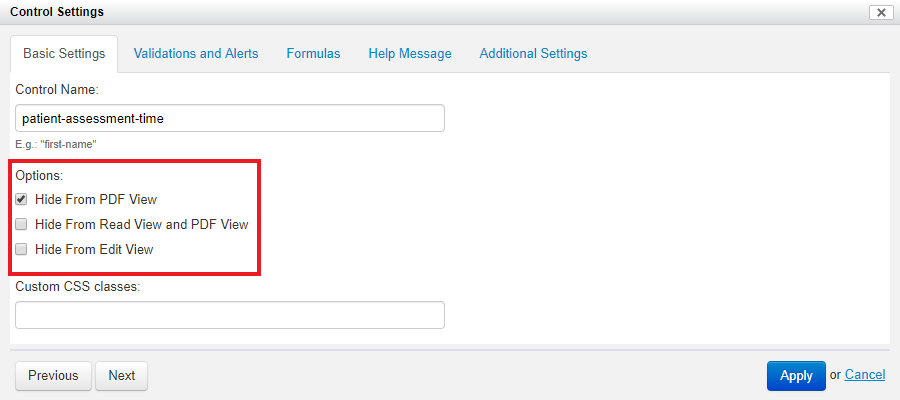 Control Settings
Basic Settings Validations and Alerts Formulas Help Message Additional Settings
Control Name:
patient-assessment-time
E.g.: "first-name"
Options:
Hide From PDF View
Hide From Read View and PDF View
Hide From Edit View
Custom CSS classes:
Previous Next Apply or Cancel